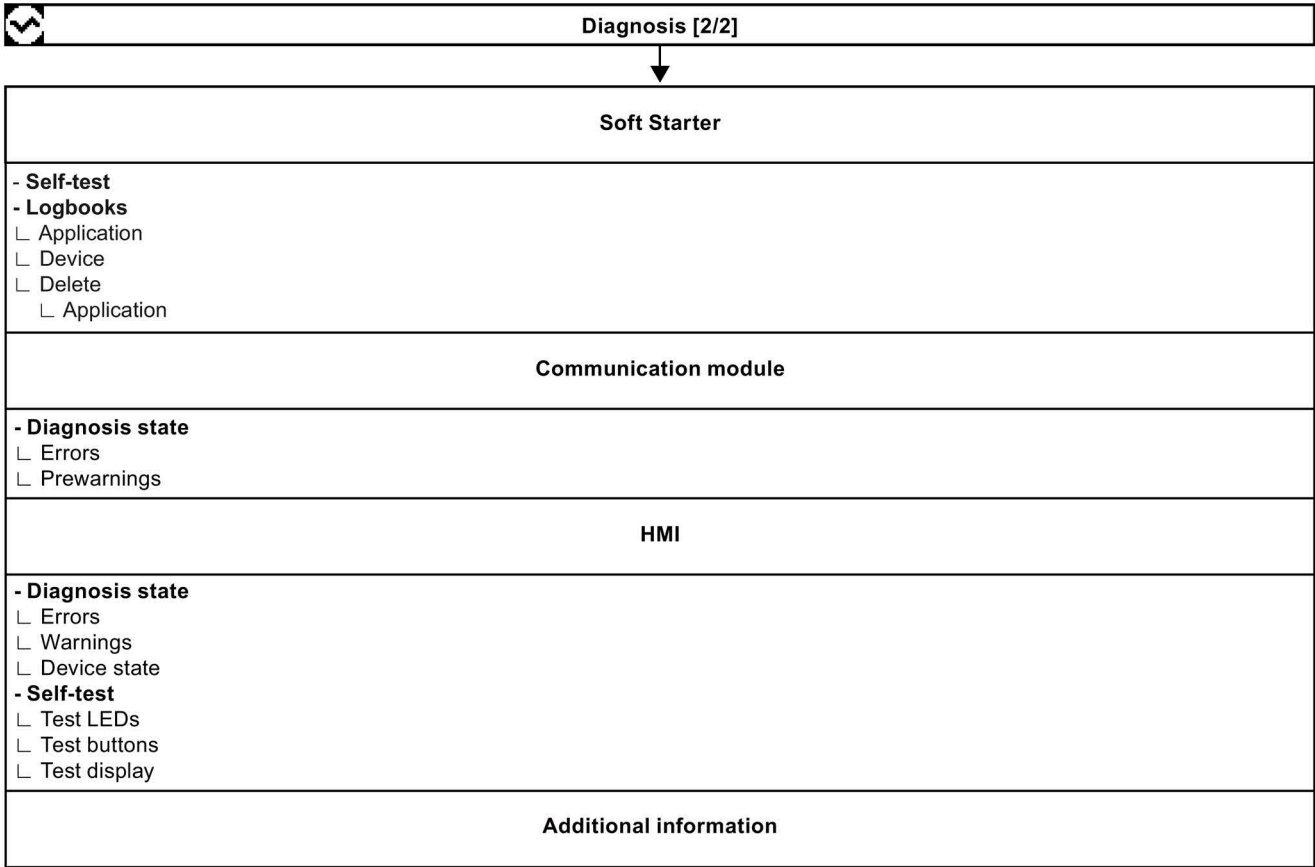 Diagnosis [2/2]
Soft Starter
- Self-test
- Logbooks
∟ Application
∟ Device
∟ Delete
∟ Application
Communication module
- Diagnosis state
∟ Errors
∟ Prewarnings
HMI
- Diagnosis state
∟ Errors
∟ Warnings
∟ Device state
- Self-test
∟ Test LEDs
∟ Test buttons
∟ Test display
Additional information